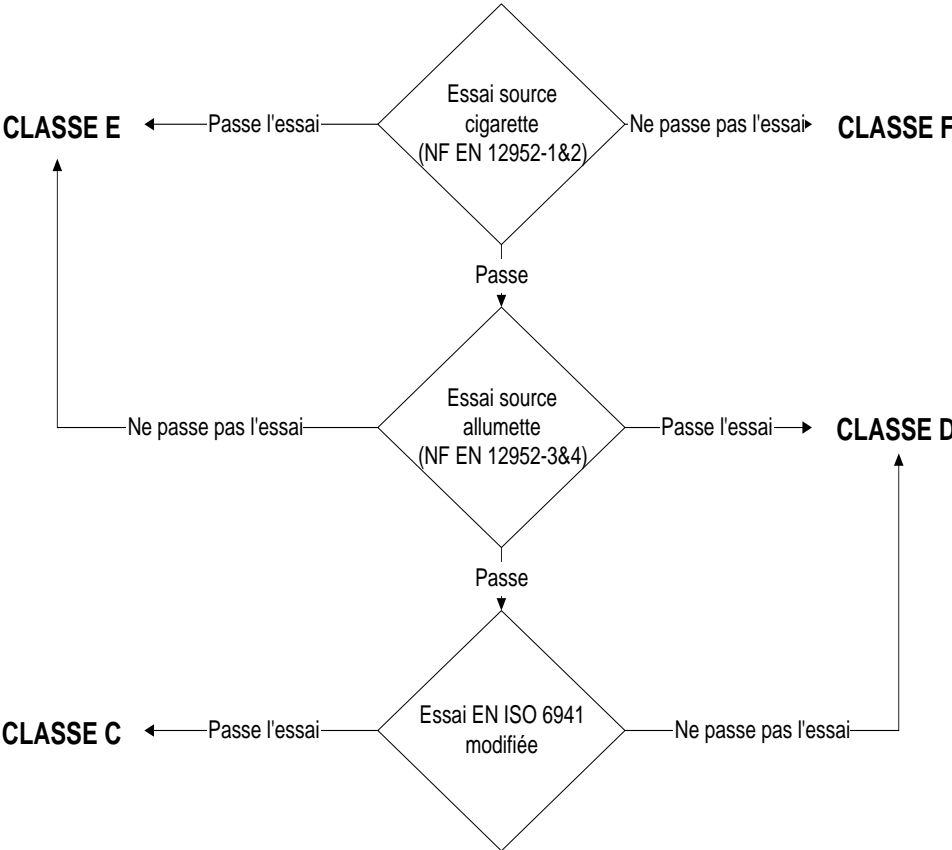 Essai source
cigarette
(NF EN 12952-1&2)
CLASSE E
Passe l'essai
Ne passe pas l'essai
CLASSE F
Passe
Essai source
allumette
(NF EN 12952-3&4)
Ne passe pas l'essai
Passe l'essai
CLASSE D
Passe
Essai EN ISO 6941
modifiée
CLASSE C
Passe l'essai
Ne passe pas l'essai